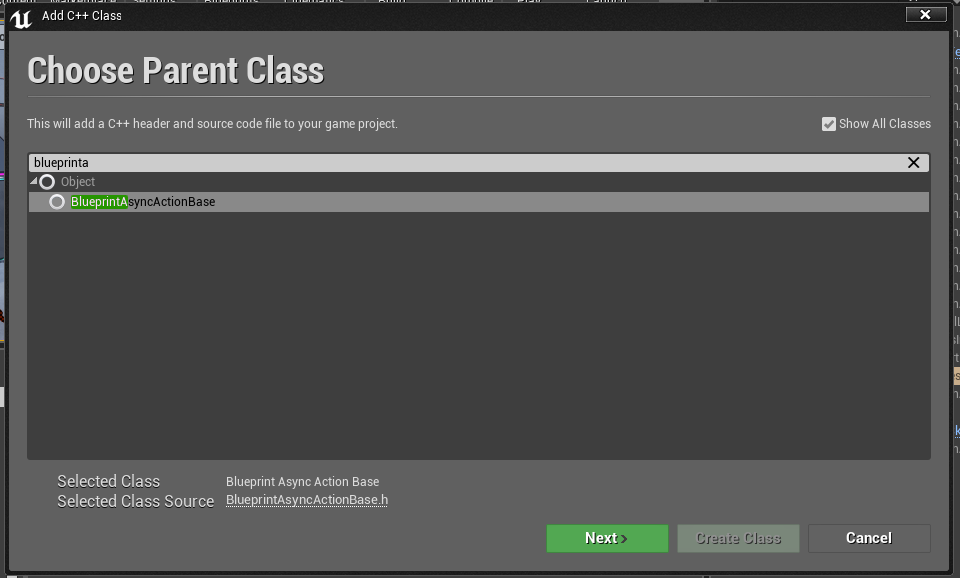 Add C++ Class
Choose Parent Class
This will add a C++ header and source code file to your game project.
Show All Classes
blueprinta
Object
BlueprintAsyncActionBase
Selected Class Blueprint Async Action Base
Selected Class Source BlueprintAsyncActionBase.h
Next >
Create Class
Cancel